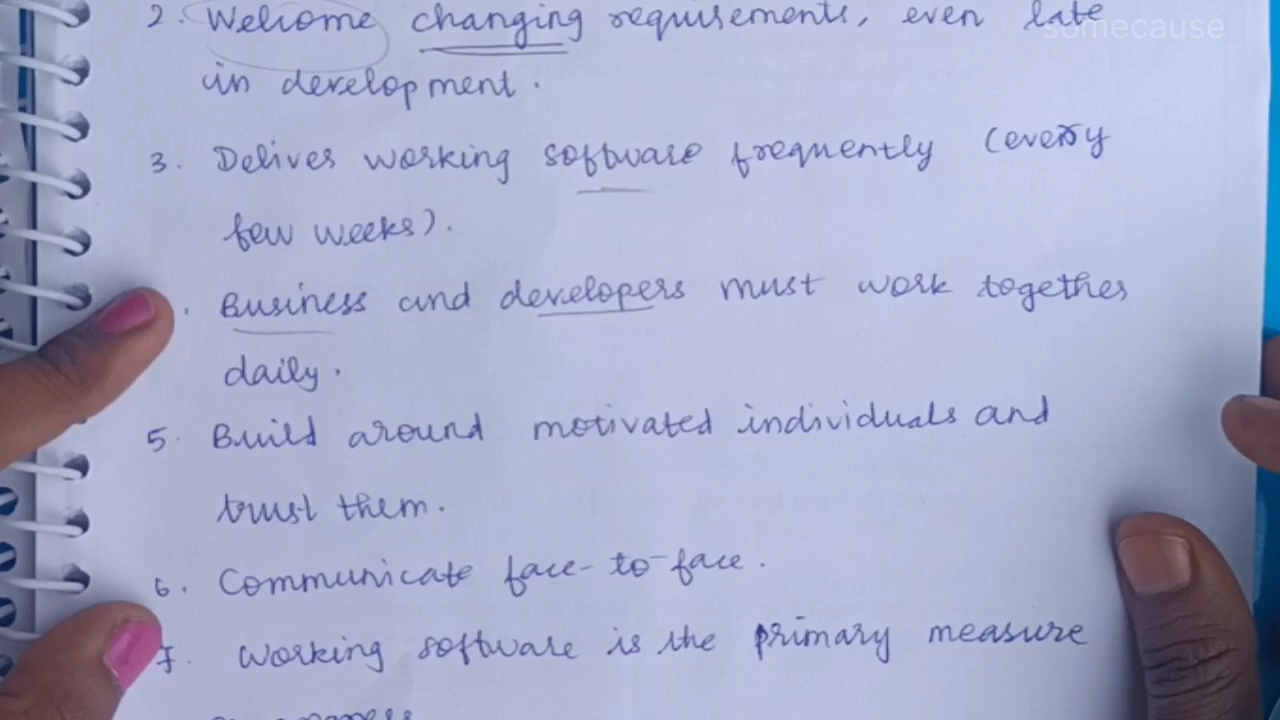 2. Welcome changing requirements, even late
somecause
in development.
3. Delivers working software frequently (every
few weeks).
. Business and developers must work together
daily.
5. Build around motivated individuals and
trust them.
6. Communicate face-to-face.
7. Working software is the primary measure